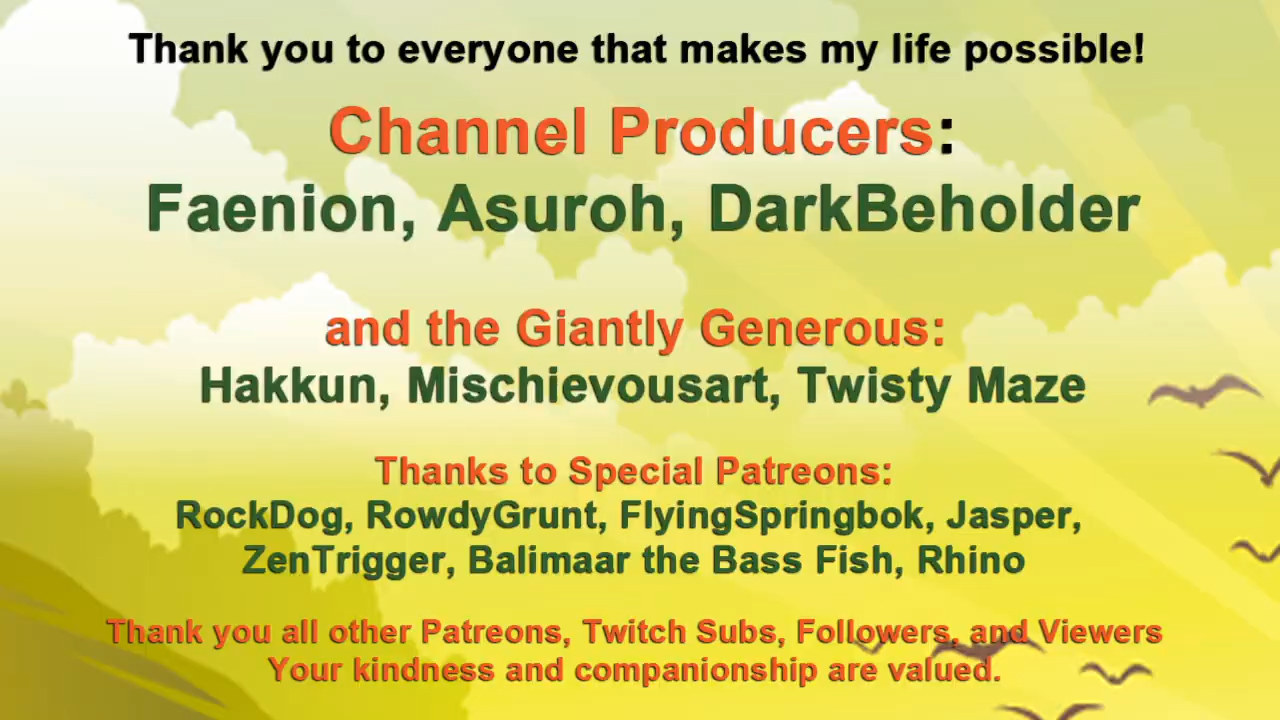 Thank you to everyone that makes my life possible!
Channel Producers:
Faenion, Asuroh, DarkBeholder
and the Giantly Generous:
Hakkun, Mischievousart, Twisty Maze
Thanks to Special Patreons:
RockDog, RowdyGrunt, FlyingSpringbok, Jasper,
ZenTrigger, Balimaar the Bass Fish, Rhino
Thank you all other Patreons, Twitch Subs, Followers, and Viewers
Your kindness and companionship are valued.